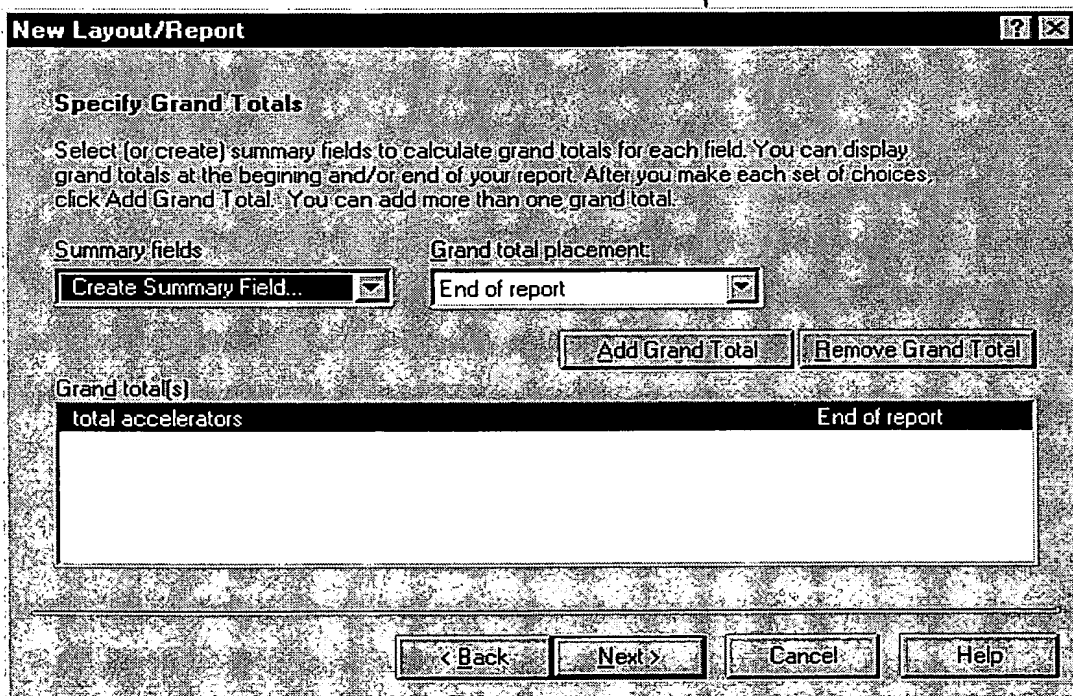 New Layout/Report
Specify Grand Totals
Select (or create) summary fields to calculate grand totals for each field. You can display
grand totals at the begining and/or end of your report. After you make each set of choices,
click Add Grand Total. You can add more than one grand total.
Summary fields Grand total placement:
Create Summary Field... End of report
Add Grand Total Remove Grand Total
Grand total(s)
total accelerators End of report
< Back Next > Cancel Help